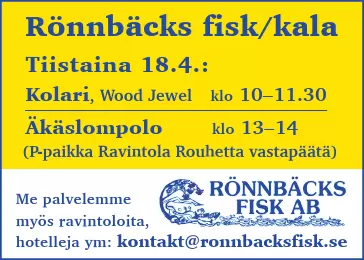 Rönnbäcks fisk/kala
Tiistaina 18.4.:
Kolari, Wood Jewel klo 10–11.30
Äkäslompolo klo 13–14
(P-paikka Ravintola Rouhetta vastapäätä)
Me palvelemme
myös ravintoloita,
hotelleja ym: kontakt@ronnbacksfisk.se
RÖNNBÄCKS
FISK AB